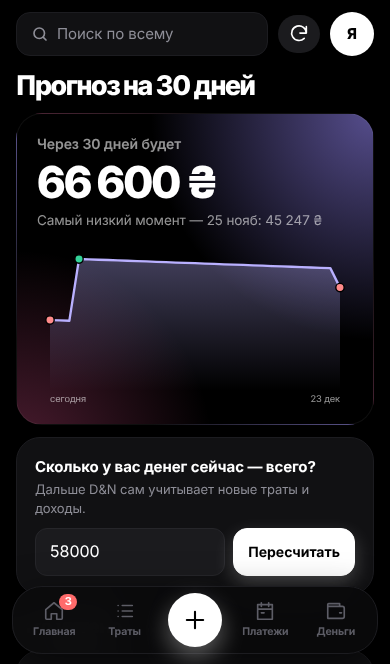 Поиск по всему
Я
Прогноз на 30 дней
Через 30 дней будет
66 600 ₴
Самый низкий момент — 25 нояб: 45 247 ₴
сегодня
23 дек
Сколько у вас денег сейчас — всего?
Дальше D&N сам учитывает новые траты и
доходы.
58000
Пересчитать
3
Главная
Траты
Платежи
Деньги